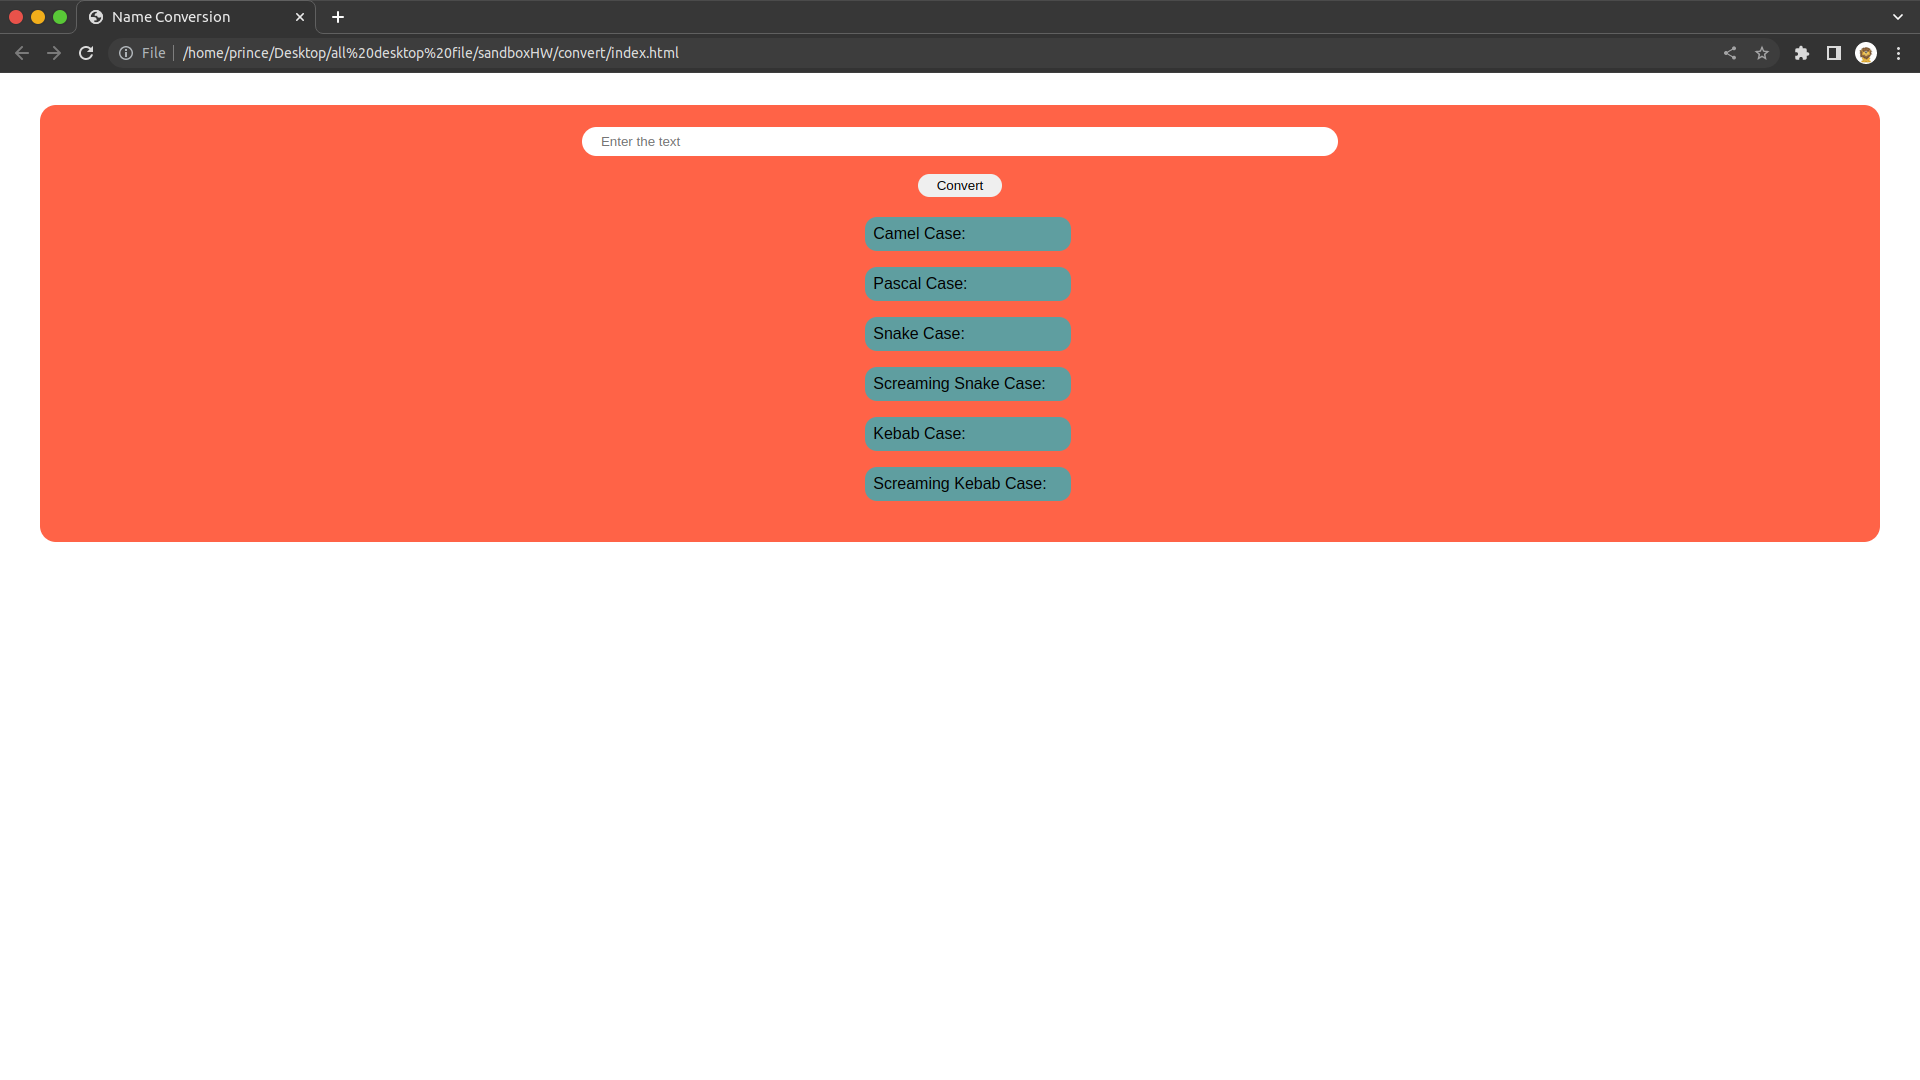 Name Conversion
File /home/prince/Desktop/all%20desktop%20file/sandboxHW/convert/index.html
Enter the text
Convert
Camel Case:
Pascal Case:
Snake Case:
Screaming Snake Case:
Kebab Case:
Screaming Kebab Case: